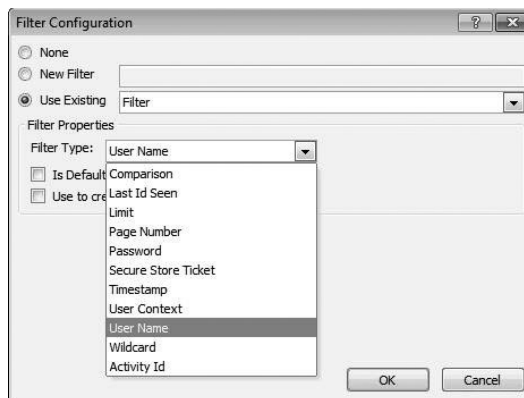 Filter Configuration
?
None
New Filter
Use Existing
Filter
Filter Properties
Filter Type:
User Name
Is Default
Comparison
Last Id Seen
Limit
Page Number
Password
Secure Store Ticket
Timestamp
User Context
User Name
Wildcard
Activity Id
Use to cre
OK
Cancel